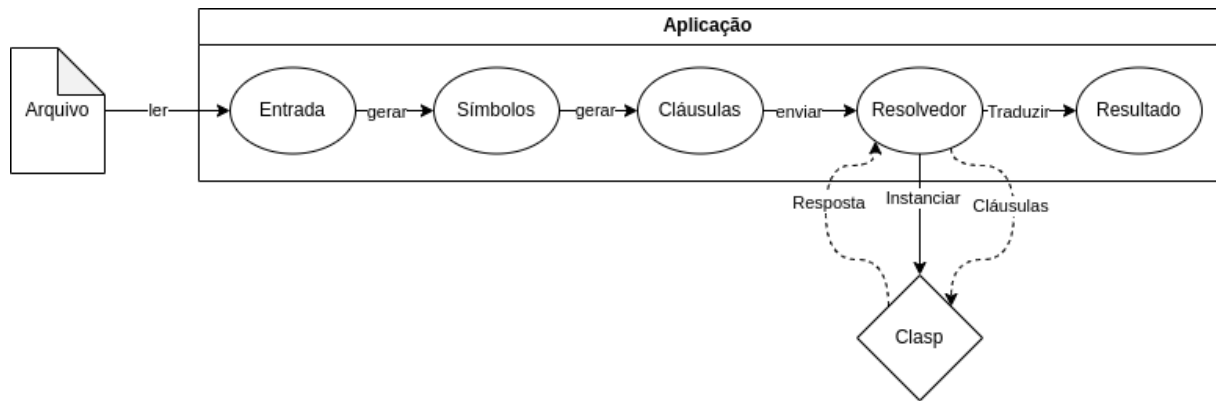 Aplicação
Arquivo
ler
Entrada
gerar
Símbolos
gerar
Cláusulas
enviar
Resolvedor
Traduzir
Resultado
Resposta
Instanciar
Cláusulas
Clasp